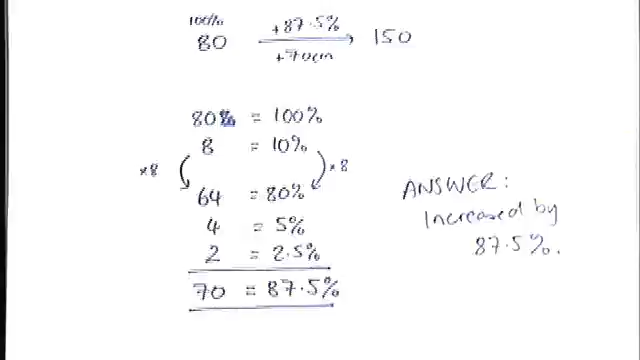 100% +87.5%
80 → 150
+70cm
80 = 100%
8 = 10%
×8 ×8
64 = 80%
4 = 5%
2 = 2.5%
70 = 87.5%
ANSWER:
Increased by
87.5%.